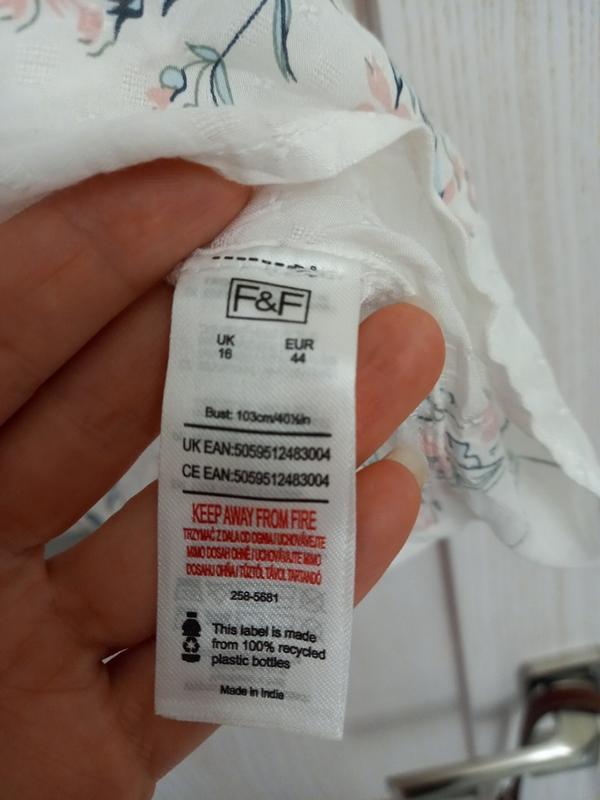 F&F
UK EUR
16 44
Bust: 103cm/40½in
UK EAN:5059512483004
CE EAN:5059512483004
KEEP AWAY FROM FIRE
TRZYMAĆ Z DALA OD OGNIA/UCHOVÁVEJTE
MIMO DOSAH OHNĚ/UCHOVÁVAJTE MIMO
DOSAHU OHŇA/TŰZTŐL TÁVOL TARTANDÓ
258-5681
This label is made
from 100% recycled
plastic bottles
Made in India